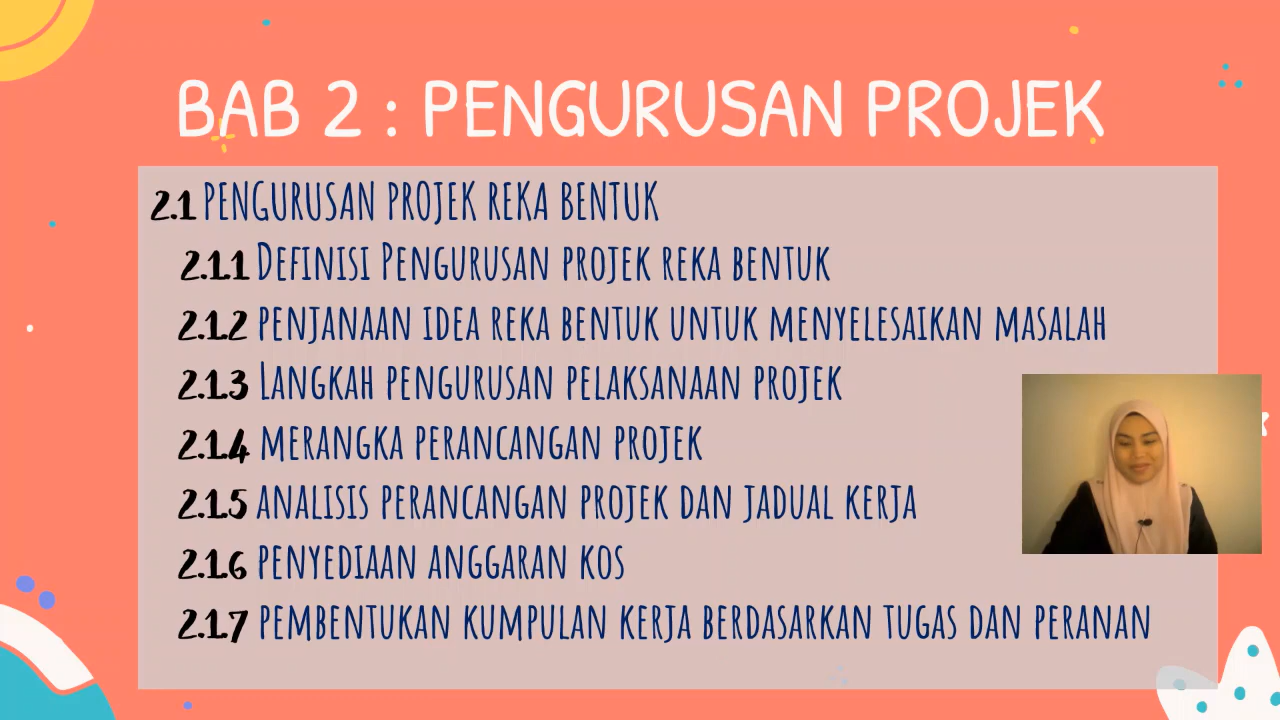 BAB 2 : PENGURUSAN PROJEK
2.1 PENGURUSAN PROJEK REKA BENTUK
2.1.1 DEFINISI PENGURUSAN PROJEK REKA BENTUK
2.1.2 PENJANAAN IDEA REKA BENTUK UNTUK MENYELESAIKAN MASALAH
2.1.3 LANGKAH PENGURUSAN PELAKSANAAN PROJEK
2.1.4 MERANGKA PERANCANGAN PROJEK
2.1.5 ANALISIS PERANCANGAN PROJEK DAN JADUAL KERJA
2.1.6 PENYEDIAAN ANGGARAN KOS
2.1.7 PEMBENTUKAN KUMPULAN KERJA BERDASARKAN TUGAS DAN PERANAN